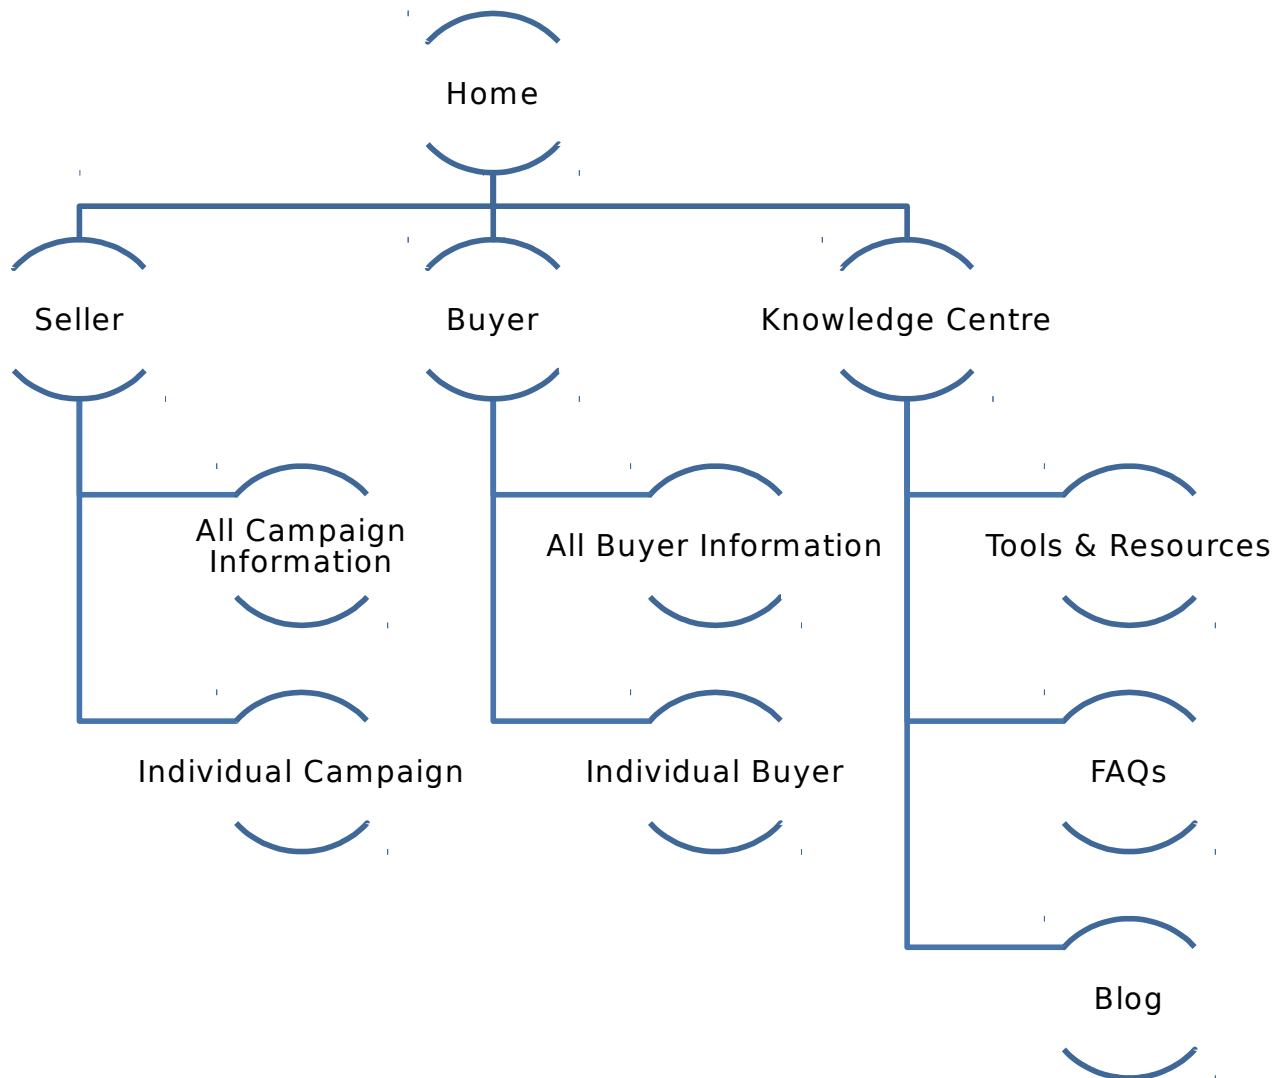 Home
Seller
Buyer
Knowledge Centre
All Campaign
Information
All Buyer Information
Tools & Resources
Individual Campaign
Individual Buyer
FAQs
Blog